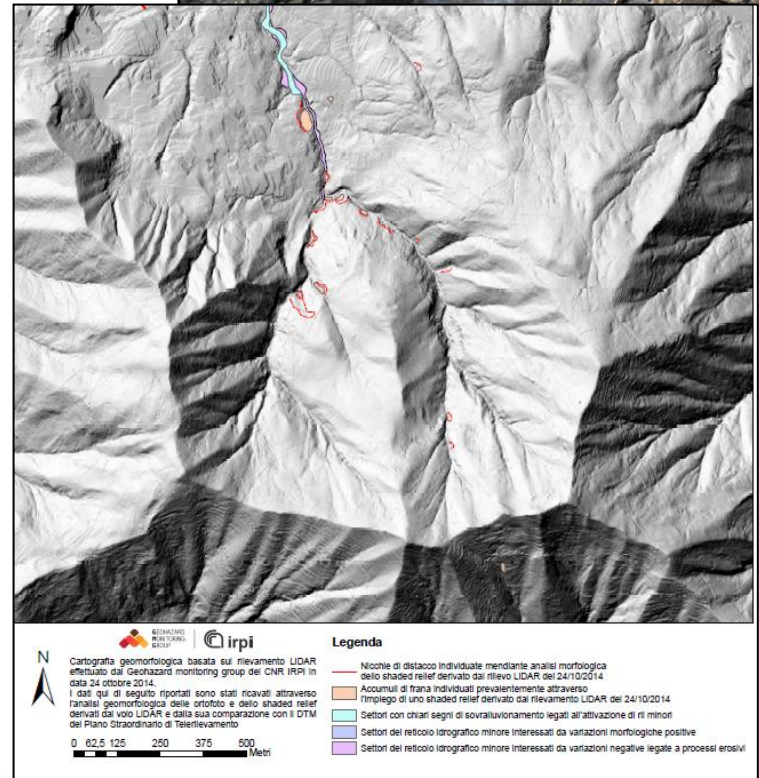 GEOHAZARD
MONITORING
GROUP
irpi
N
Cartografia geomorfologica basata sul rilevamento LIDAR
effettuato dal Geohazard monitoring group del CNR IRPI in
data 24 ottobre 2014.
I dati qui di seguito riportati sono stati ricavati attraverso
l'analisi geomorfologica delle ortofoto e dello shaded relief
derivati dal volo LIDAR e dalla sua comparazione con il DTM
del Piano Straordinario di Telerilevamento
0 62,5 125 250 375 500
Metri
Legenda
Nicchie di distacco individuate mendiante analisi morfologica
dello shaded relief derivato dal rilievo LIDAR del 24/10/2014
Accumuli di frana individuati prevalentemente attraverso
l'impiego di uno shaded relief derivato dal rilevamento LIDAR del 24/10/2014
Settori con chiari segni di sovralluvionamento legati all'attivazione di rii minori
Settori del reticolo idrografico minore interessati da variazioni morfologiche positive
Settori del reticolo idrografico minore interessati da variazioni negative legate a processi erosivi